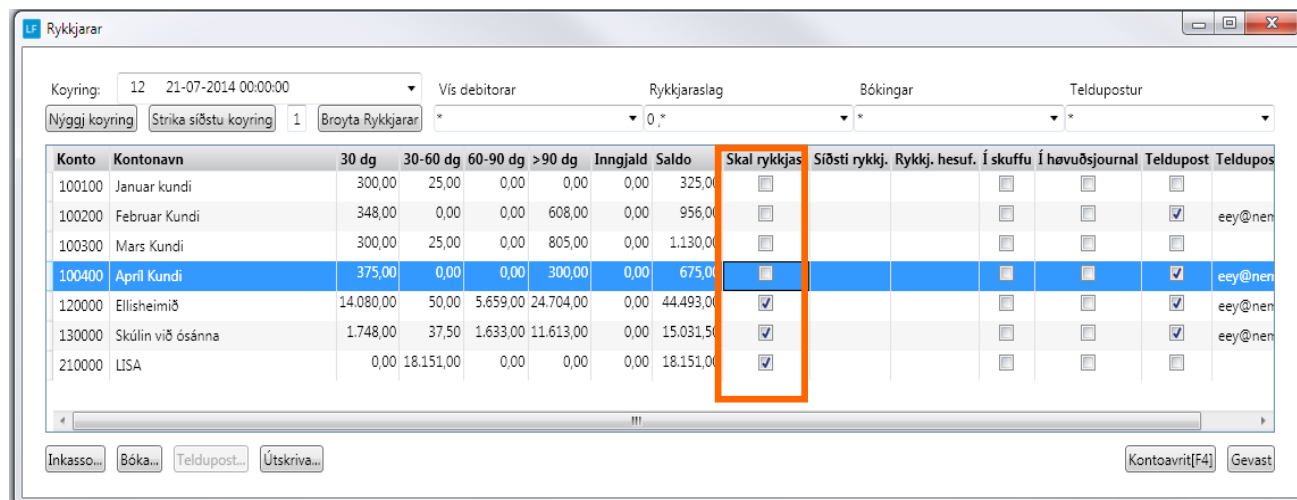 LF Rykkjarar
Koyring: 12 21-07-2014 00:00:00 Vís debitorar Rykkjaraslag Bókingar Teldupostur
Nýggj koyring Strika síðstu koyring 1 Broyta Rykkjarar * 0 ;* * *
Konto Kontonavn 30 dg 30-60 dg 60-90 dg >90 dg Inngjald Saldo Skal rykkjas Síðsti rykkj. Rykkj. hesuf. Í skuffu Í høvuðsjournal Teldupost Teldupos
100100 Januar kundi 300,00 25,00 0,00 0,00 0,00 325,00
100200 Februar Kundi 348,00 0,00 0,00 608,00 0,00 956,00 eey@nem
100300 Mars Kundi 300,00 25,00 0,00 805,00 0,00 1.130,00
100400 Apríl Kundi 375,00 0,00 0,00 300,00 0,00 675,00 eey@nem
120000 Ellisheimið 14.080,00 50,00 5.659,00 24.704,00 0,00 44.493,00 eey@nem
130000 Skúlin við ósánna 1.748,00 37,50 1.633,00 11.613,00 0,00 15.031,50 eey@nem
210000 LISA 0,00 18.151,00 0,00 0,00 0,00 18.151,00
Inkasso... Bóka... Teldupost... Útskriva... Kontoavrit[F4] Gevast